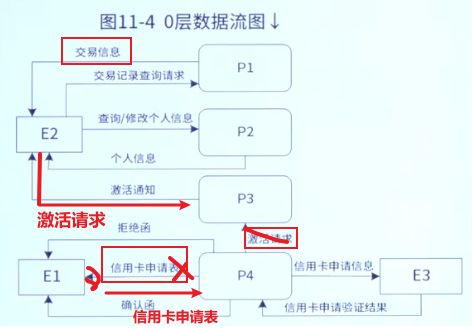 图11-4 0层数据流图↓
交易信息
P1
交易记录查询请求
E2
查询/修改个人信息
P2
个人信息
激活通知
P3
激活请求
拒绝函
激活请求
E1
信用卡申请表
P4
信用卡申请信息
E3
确认函
信用卡申请表
信用卡申请验证结果